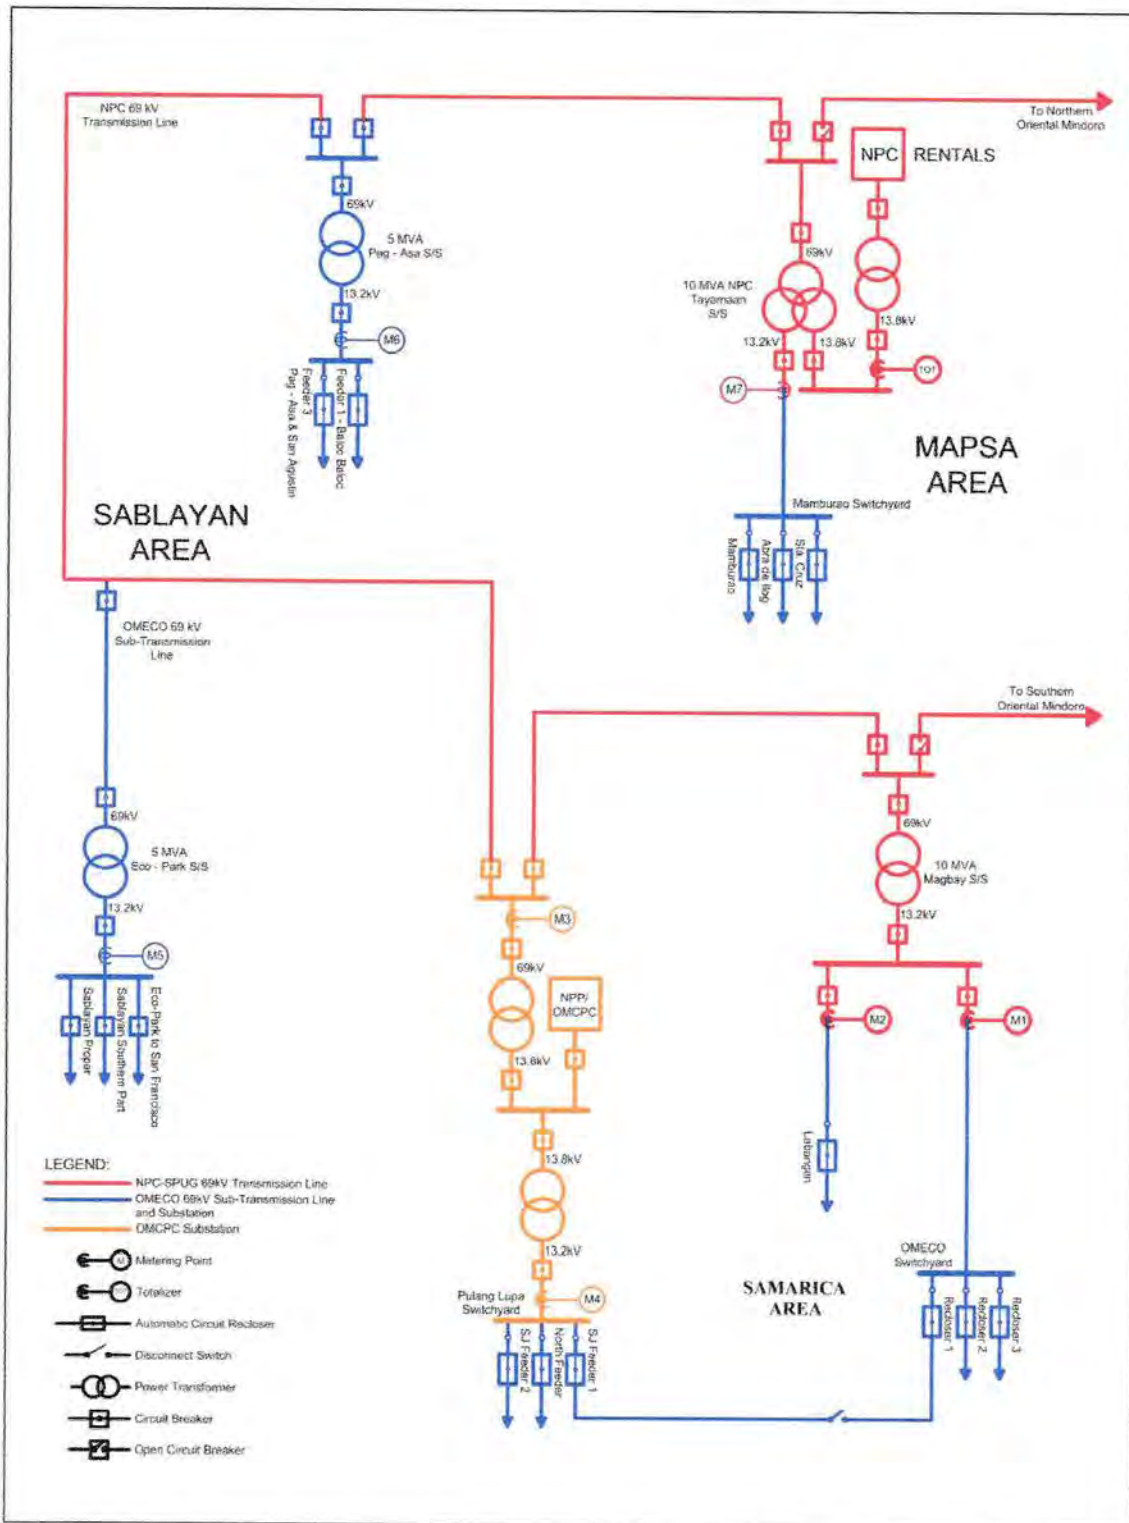 NPC 69 kV
Transmission Line
To Northern
Oriental Mindoro
NPC
RENTALS
69kV
5 MVA
Pag - Asa S/S
13.2kV
M6
Feeder 3
Pag - Asa & San Agustin
Feeder 1 - Baloc Baloc
69kV
10 MVA NPC
Tayamaan
S/S
13.2kV
13.8kV
13.8kV
M7
MAPSA
AREA
Mamburao Switchyard
Mamburao
Abra de Ilog
Sta. Cruz
SABLAYAN
AREA
OMECO 69 kV
Sub-Transmission
Line
69kV
5 MVA
Eco - Park S/S
13.2kV
M5
Sablayan Proper
Sablayan Southern Part
Eco-Park to San Francisco
To Southern
Oriental Mindoro
69kV
10 MVA
Magbay S/S
13.2kV
M2
M1
Labangan
M3
69kV
NPP/
OMCPC
13.8kV
13.8kV
13.2kV
Pulang Lupa
Switchyard
M4
SJ Feeder 2
North Feeder
SJ Feeder 1
OMECO
Switchyard
Recloser 1
Recloser 2
Recloser 3
SAMARICA
AREA
LEGEND:
NPC-SPUG 69kV Transmission Line
OMECO 69kV Sub-Transmission Line
and Substation
OMCPC Substation
M
Metering Point
Totalizer
Automatic Circuit Recloser
Disconnect Switch
Power Transformer
Circuit Breaker
Open Circuit Breaker